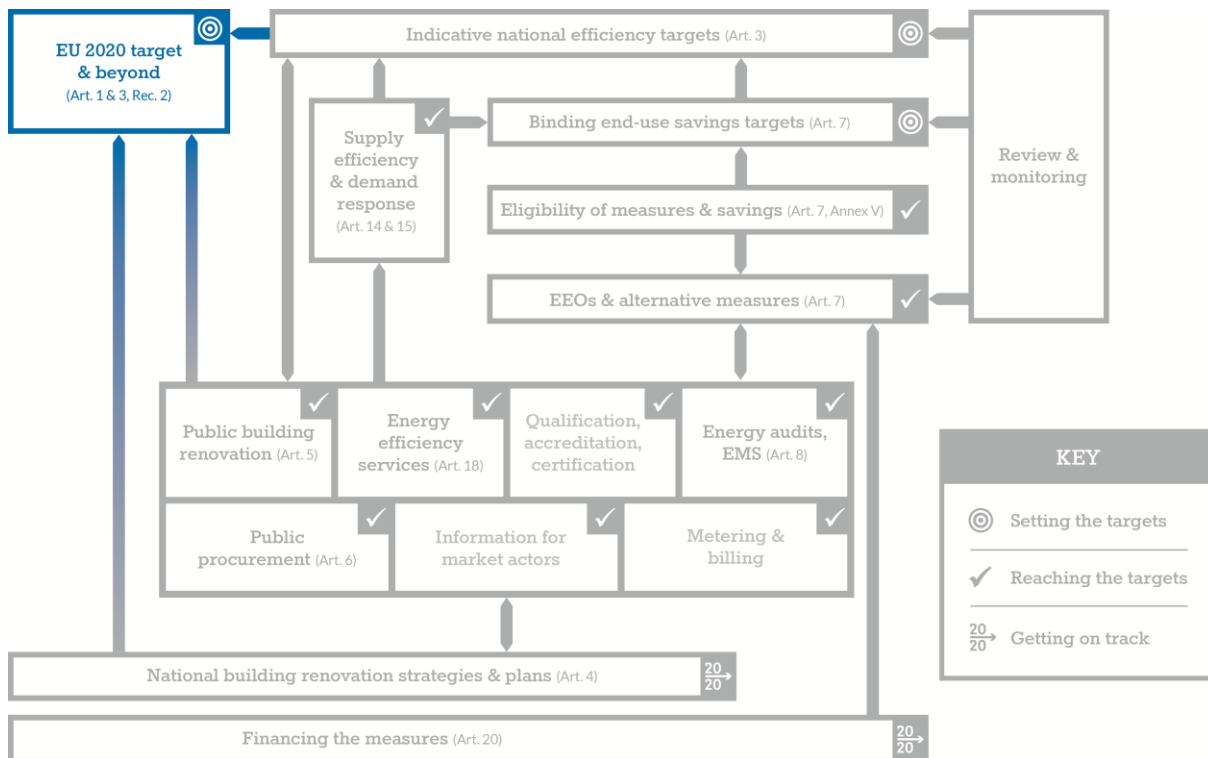 EU 2020 target
& beyond
(Art. 1 & 3, Rec. 2)
Indicative national efficiency targets (Art. 3)
Supply
efficiency
& demand
response
(Art. 14 & 15)
Binding end-use savings targets (Art. 7)
Eligibility of measures & savings (Art. 7, Annex V)
EEOs & alternative measures (Art. 7)
Review &
monitoring
Public building
renovation (Art. 5)
Energy
efficiency
services (Art. 18)
Qualification,
accreditation,
certification
Energy audits,
EMS (Art. 8)
Public
procurement (Art. 6)
Information for
market actors
Metering &
billing
National building renovation strategies & plans (Art. 4)
20
20
Financing the measures (Art. 20)
20
20
KEY
Setting the targets
Reaching the targets
20
20
Getting on track